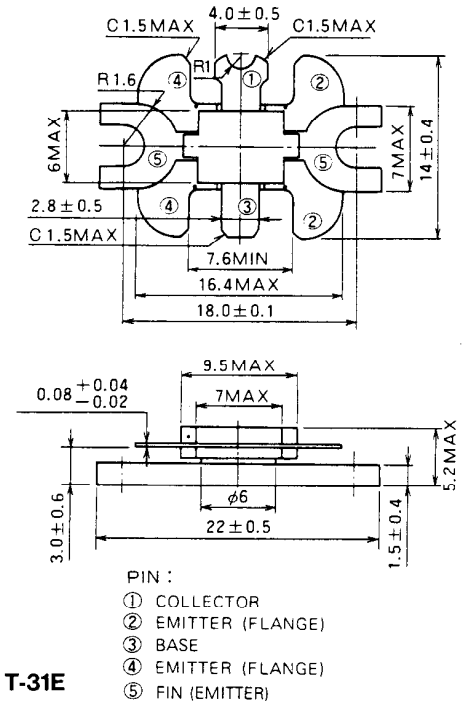 4.0±0.5
C1.5MAX
C1.5MAX
R1
①
④
②
R1.6
6MAX
⑤
⑤
7MAX
14±0.4
2.8±0.5
④
③
②
C1.5MAX
7.6MIN
16.4MAX
18.0±0.1
9.5MAX
7MAX
0.08 +0.04 −0.02
5.2MAX
3.0±0.6
φ6
1.5±0.4
22±0.5
PIN :
① COLLECTOR
② EMITTER (FLANGE)
③ BASE
④ EMITTER (FLANGE)
⑤ FIN (EMITTER)
T-31E